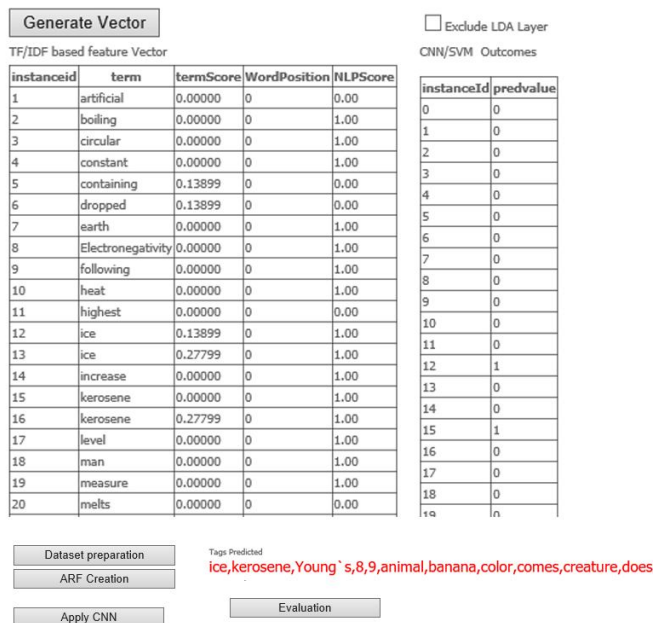 Generate Vector
Exclude LDA Layer
TF/IDF based feature Vector
CNN/SVM Outcomes
instanceid term termScore WordPosition NLPScore
1 artificial 0.00000 0 0.00
2 boiling 0.00000 0 1.00
3 circular 0.00000 0 1.00
4 constant 0.00000 0 1.00
5 containing 0.13899 0 0.00
6 dropped 0.13899 0 0.00
7 earth 0.00000 0 1.00
8 Electronegativity 0.00000 0 1.00
9 following 0.00000 0 1.00
10 heat 0.00000 0 1.00
11 highest 0.00000 0 0.00
12 ice 0.13899 0 1.00
13 ice 0.27799 0 1.00
14 increase 0.00000 0 1.00
15 kerosene 0.00000 0 1.00
16 kerosene 0.27799 0 1.00
17 level 0.00000 0 1.00
18 man 0.00000 0 1.00
19 measure 0.00000 0 1.00
20 melts 0.00000 0 0.00
instanceId predvalue
0 0
1 0
2 0
3 0
4 0
5 0
6 0
7 0
8 0
9 0
10 0
11 0
12 1
13 0
14 0
15 1
16 0
17 0
18 0
19 0
Dataset preparation
ARF Creation
Apply CNN
Tags Predicted
ice,kerosene,Young`s,8,9,animal,banana,color,comes,creature,does
Evaluation